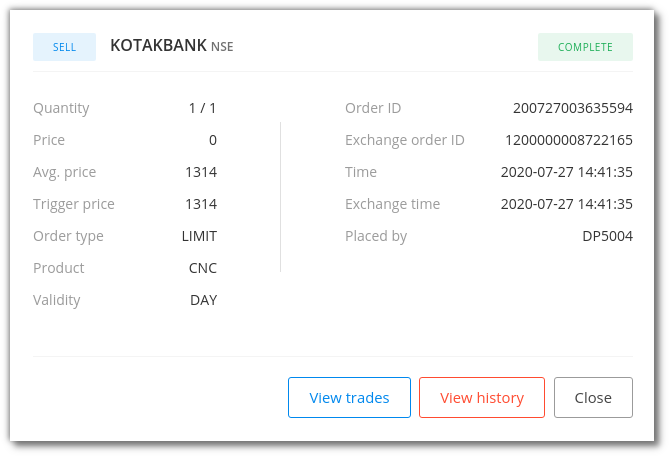 SELL KOTAKBANK NSE COMPLETE
Quantity 1 / 1
Price 0
Avg. price 1314
Trigger price 1314
Order type LIMIT
Product CNC
Validity DAY
Order ID 200727003635594
Exchange order ID 1200000008722165
Time 2020-07-27 14:41:35
Exchange time 2020-07-27 14:41:35
Placed by DP5004
View trades View history Close